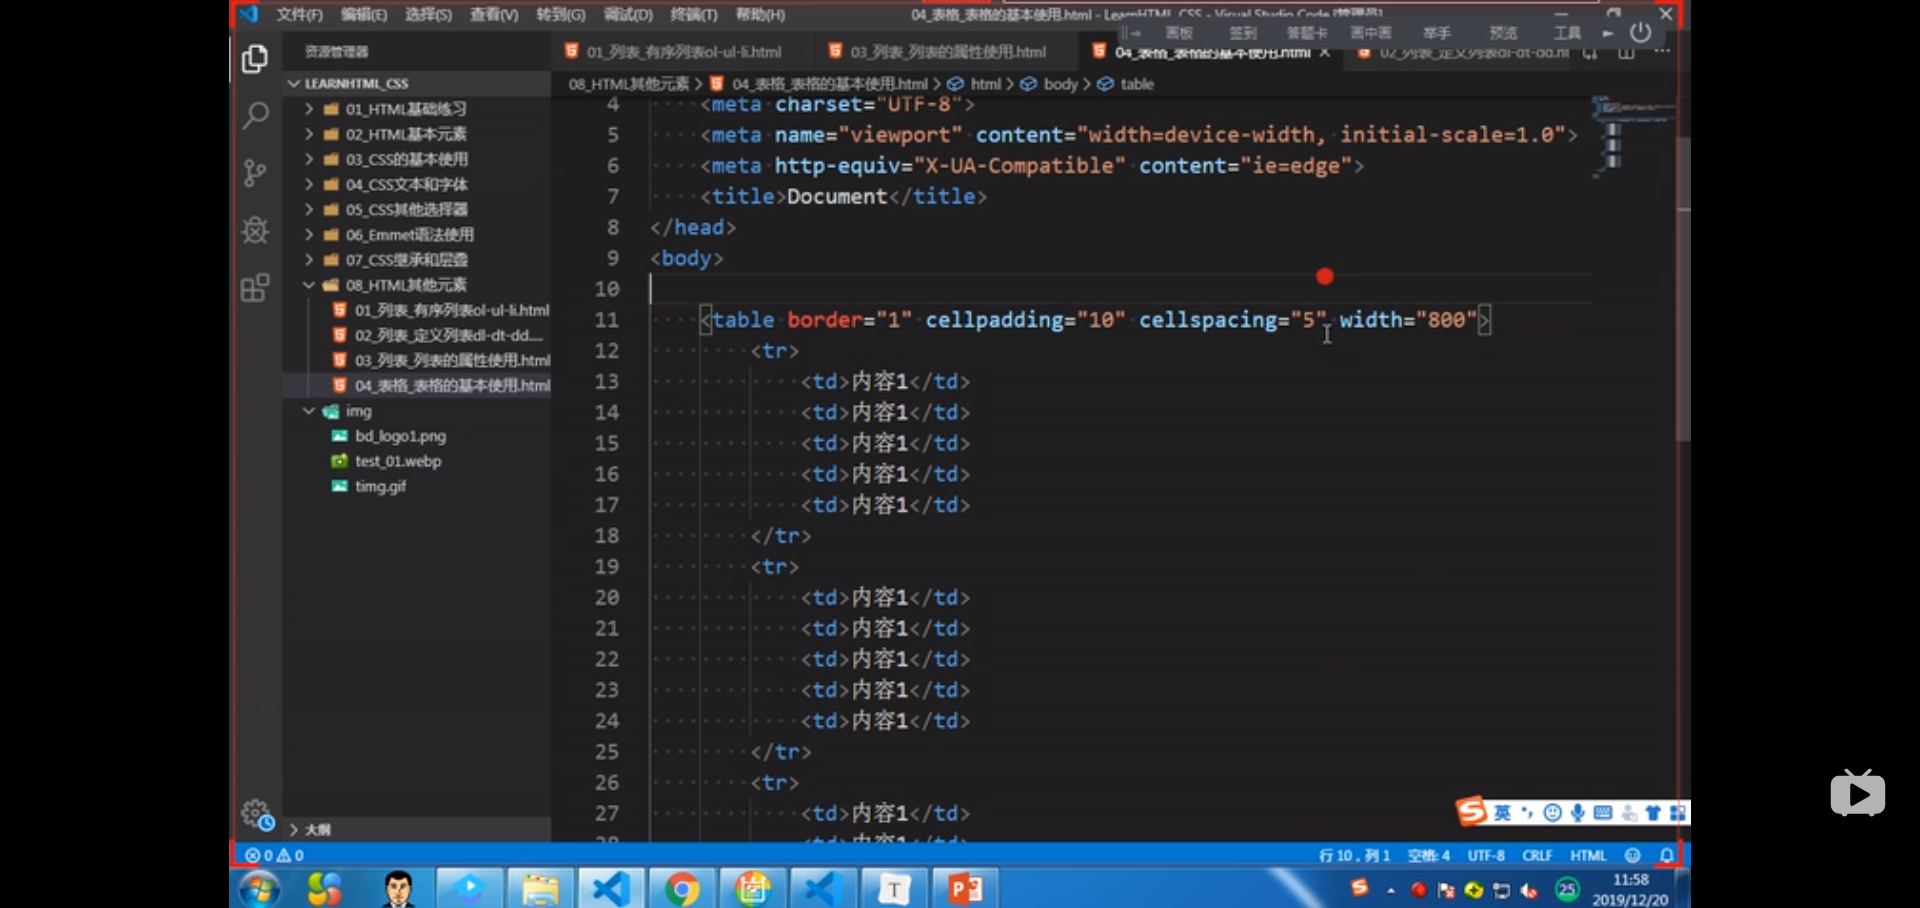 文件(F) 编辑(E) 选择(S) 查看(V) 转到(G) 调试(D) 终端(T) 帮助(H) 04_表格_表格的基本使用.html - LearnHTML_CSS - Visual Studio Code [管理员]
画板 签到 答题卡 画中画 举手 预览 工具
资源管理器
01_列表_有序列表ol-ul-li.html 03_列表_列表的属性使用.html 04_表格_表格的基本使用.html 02_列表_定义列表dl-dt-dd.ht
LEARNHTML_CSS
08_HTML其他元素 > 04_表格_表格的基本使用.html > html > body > table
01_HTML基础练习
02_HTML基本元素
03_CSS的基本使用
04_CSS文本和字体
05_CSS其他选择器
06_Emmet语法使用
07_CSS继承和层叠
08_HTML其他元素
01_列表_有序列表ol-ul-li.html
02_列表_定义列表dl-dt-dd....
03_列表_列表的属性使用.html
04_表格_表格的基本使用.html
img
bd_logo1.png
test_01.webp
timg.gif
大纲
4 <meta charset="UTF-8">
5 <meta name="viewport" content="width=device-width, initial-scale=1.0">
6 <meta http-equiv="X-UA-Compatible" content="ie=edge">
7 <title>Document</title>
8 </head>
9 <body>
10
11 <table border="1" cellpadding="10" cellspacing="5" width="800">
12 <tr>
13 <td>内容1</td>
14 <td>内容1</td>
15 <td>内容1</td>
16 <td>内容1</td>
17 <td>内容1</td>
18 </tr>
19 <tr>
20 <td>内容1</td>
21 <td>内容1</td>
22 <td>内容1</td>
23 <td>内容1</td>
24 <td>内容1</td>
25 </tr>
26 <tr>
27 <td>内容1</td>
英
0 0 行 10，列 1 空格: 4 UTF-8 CRLF HTML
25
11:58
2019/12/20